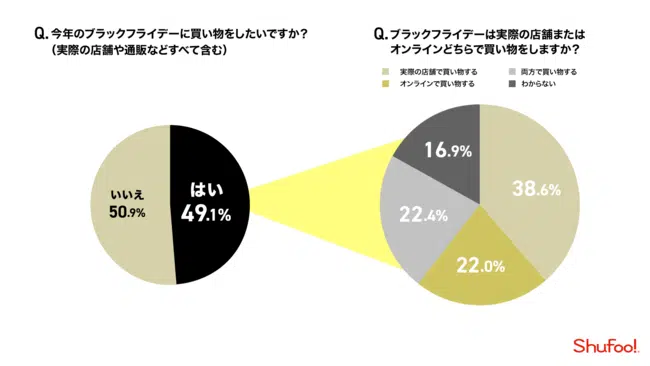 Q. 今年のブラックフライデーに買い物をしたいですか？
（実際の店舗や通販などすべて含む）
いいえ
50.9%
はい
49.1%
Q. ブラックフライデーは実際の店舗または
オンラインどちらで買い物をしますか？
実際の店舗で買い物する
両方で買い物する
オンラインで買い物する
わからない
16.9%
38.6%
22.4%
22.0%
Shufoo!